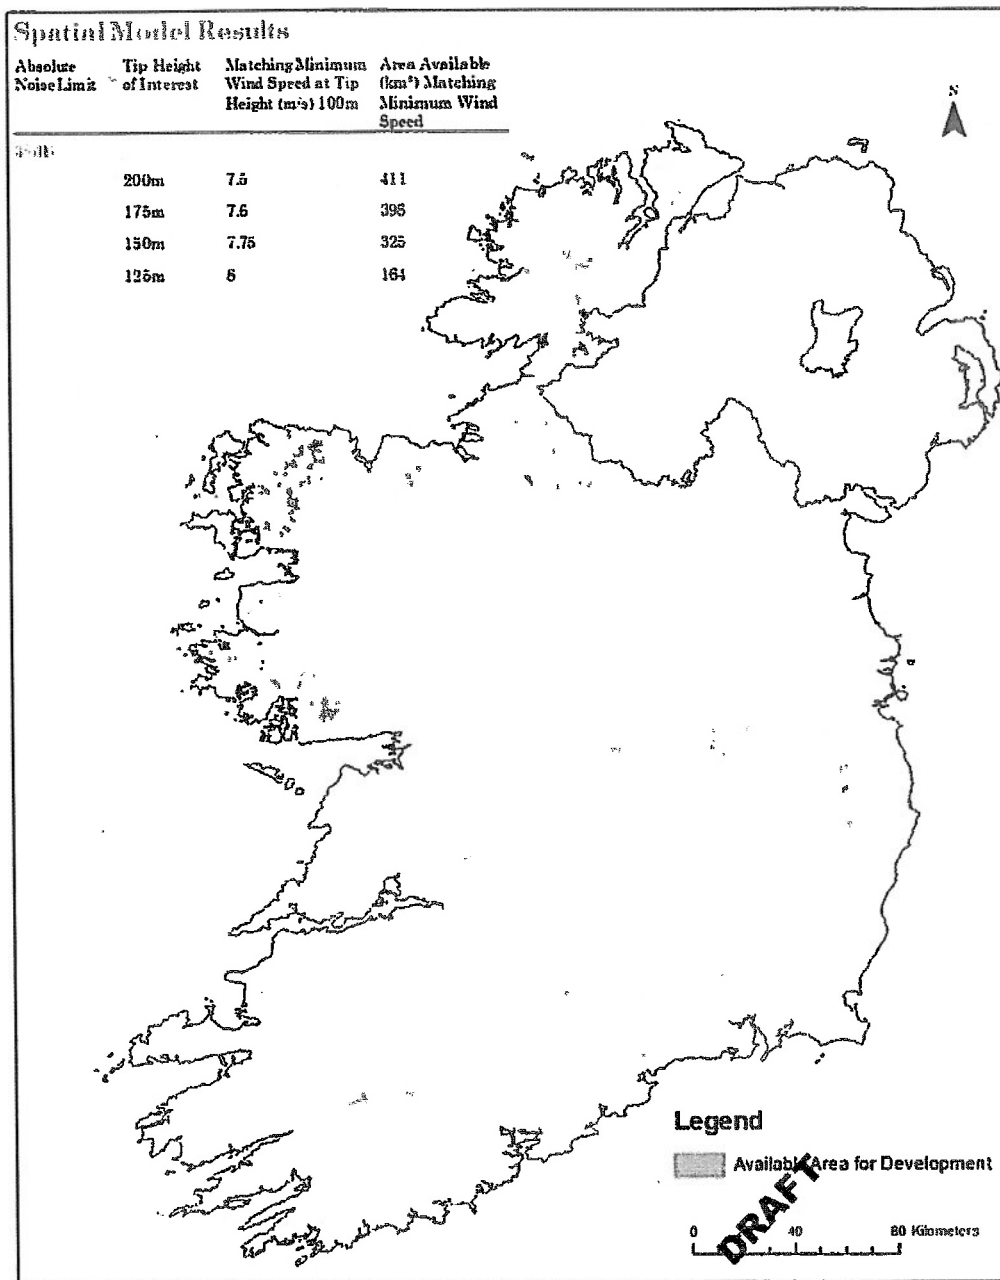 Spatial Model Results
Absolute Noise Limit
Tip Height of Interest
Matching Minimum Wind Speed at Tip Height (m/s) 100m
Area Available (km²) Matching Minimum Wind Speed
200m 7.5 411
175m 7.6
150m 7.75 325
125m 164
N
Legend
Available Area for Development
DRAFT
0 40 80 Kilometers